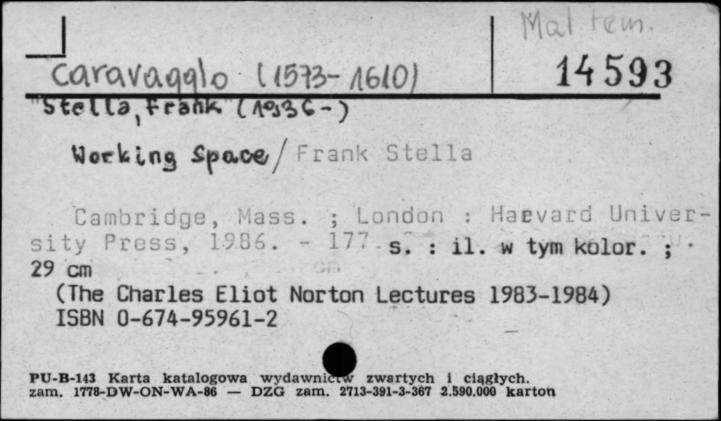 Mal tem.
14593
Caravaggio (1573-1610)
"Stella, Frank" (1936-)
Working Space / Frank Stella
Cambridge, Mass. ; London : Harvard Univer-
sity Press, 1986. - 177 s. : il. w tym kolor. ;
29 cm
(The Charles Eliot Norton Lectures 1983-1984)
ISBN 0-674-95961-2
PU-B-143 Karta katalogowa wydawnictw zwartych i ciągłych.
zam. 1778-DW-ON-WA-86 — DZG zam. 2713-391-3-367 2.590.000 karton